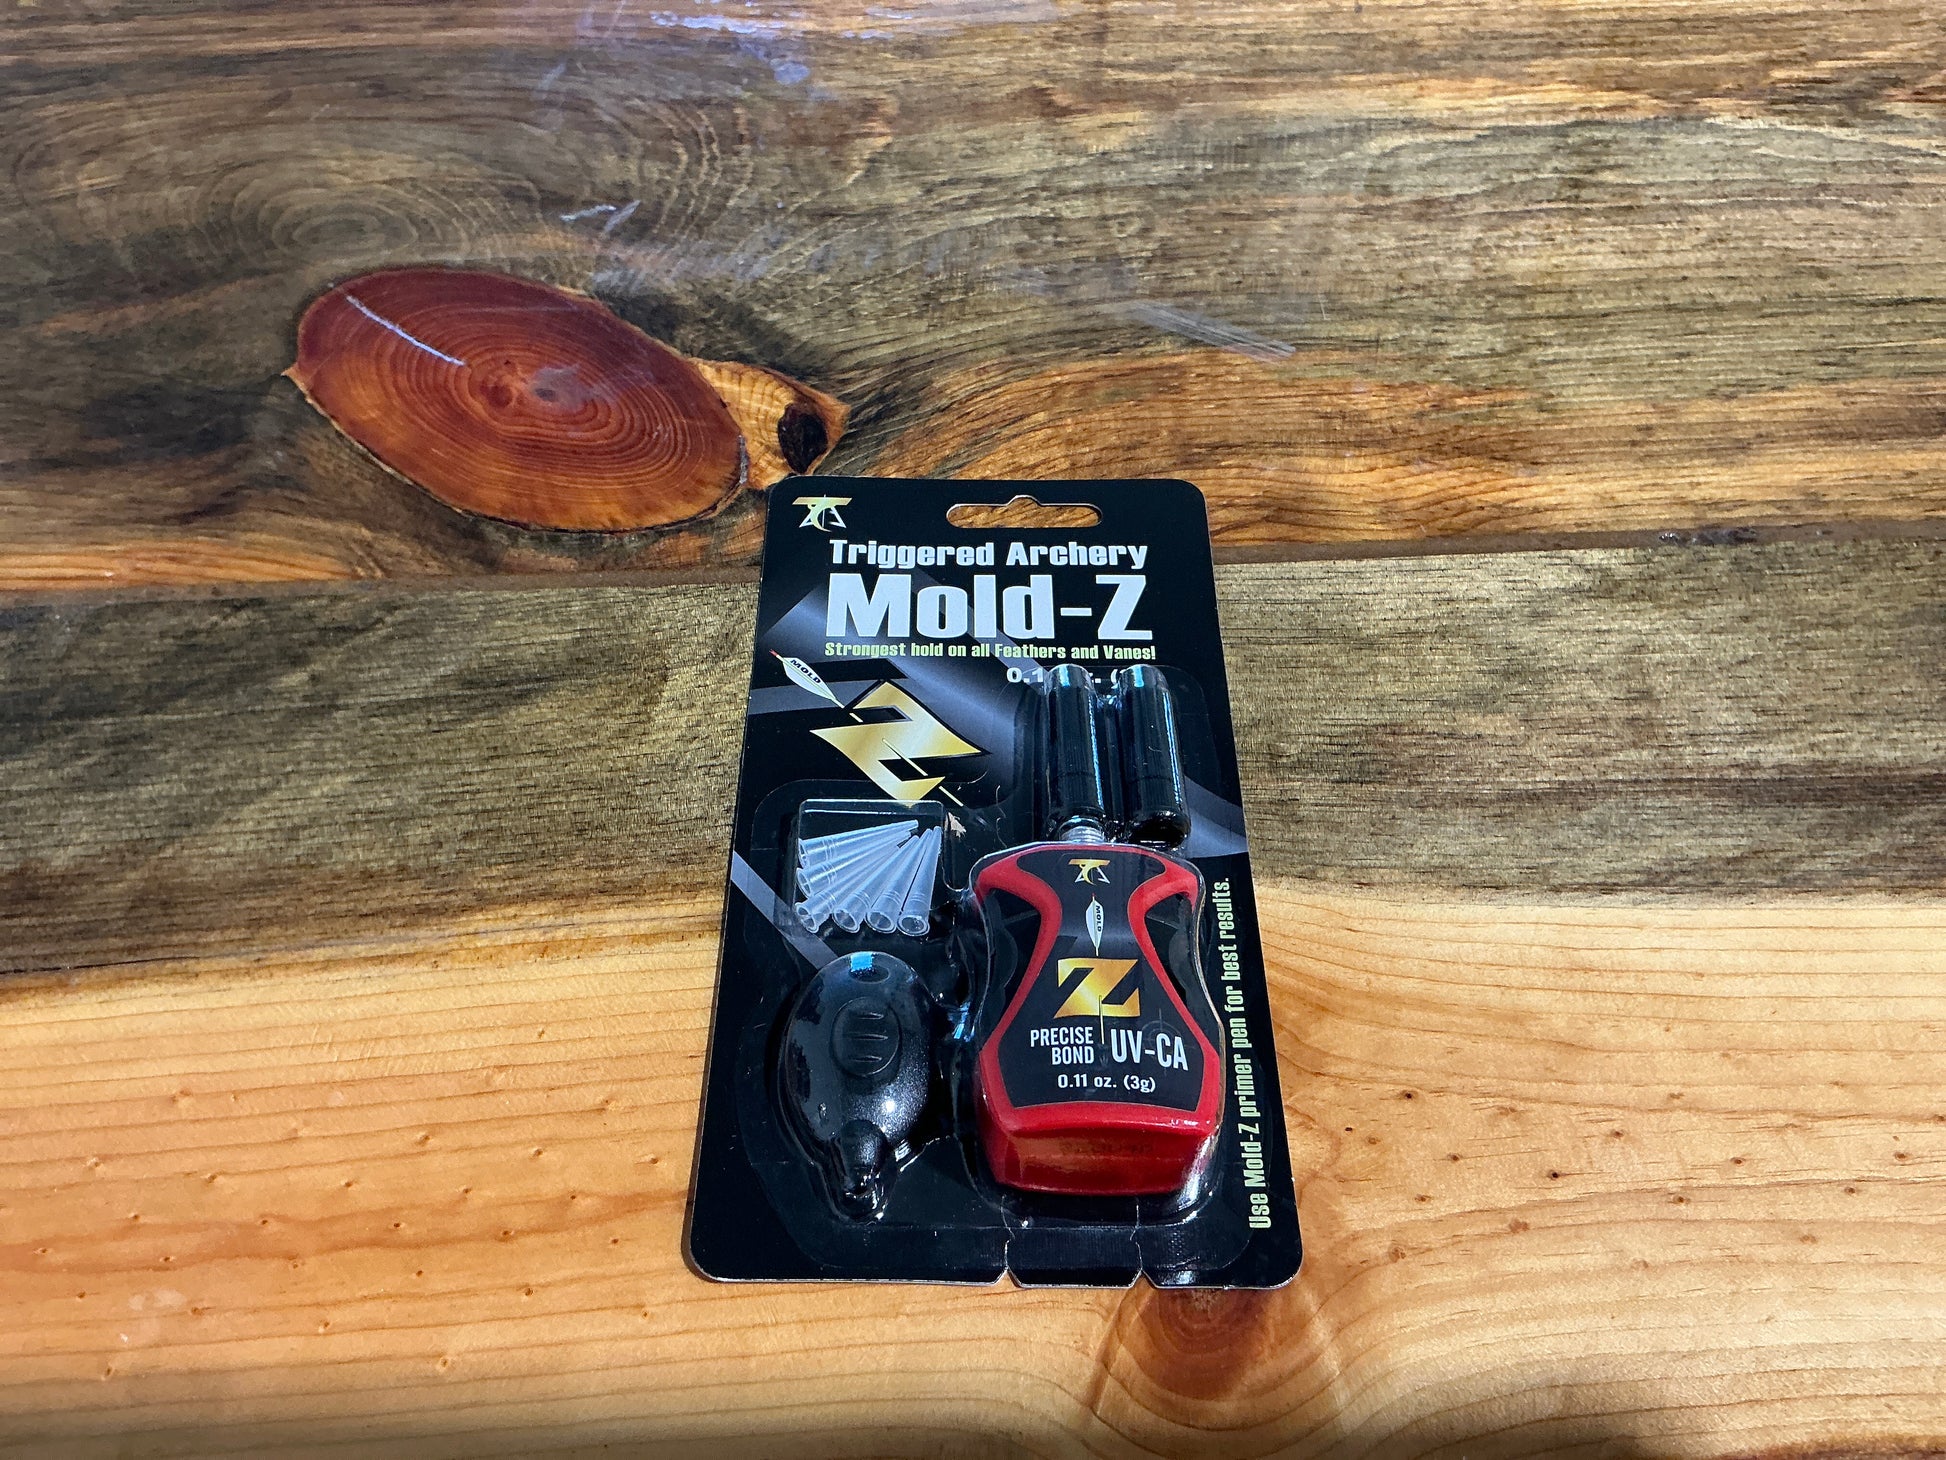 Triggered Archery
Mold-Z
Strongest hold on all Feathers and Vanes!
MOLD
Z
MOLD
Z
PRECISE
BOND
UV-CA
0.11 oz. (3g)
Use Mold-Z primer pen for best results.